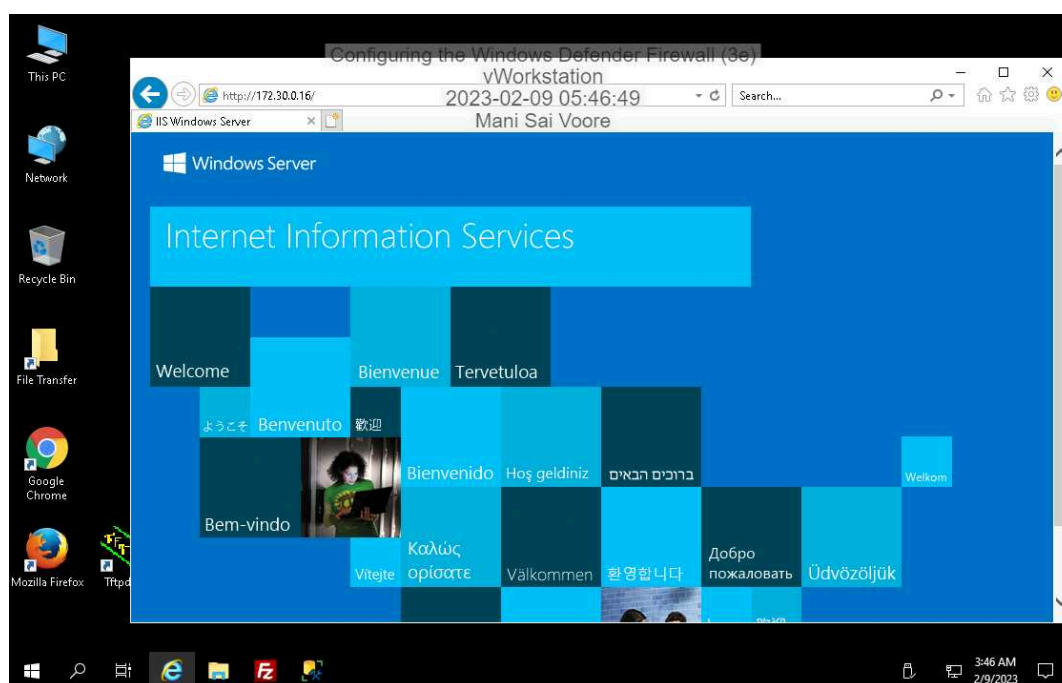 Configuring the Windows Defender Firewall (3e)
vWorkstation
2023-02-09 05:46:49
Mani Sai Voore
This PC
Network
Recycle Bin
File Transfer
Google
Chrome
Mozilla Firefox
http://172.30.0.16/
Search...
IIS Windows Server
Windows Server
Internet Information Services
Welcome
Bienvenue
Tervetuloa
ようこそ
Benvenuto
歡迎
Bienvenido
Hoş geldiniz
ברוכים הבאים
Welkom
Bem-vindo
Vítejte
Καλώς
ορίσατε
Välkommen
환영합니다
Добро
пожаловать
Üdvözöljük
3:46 AM
2/9/2023